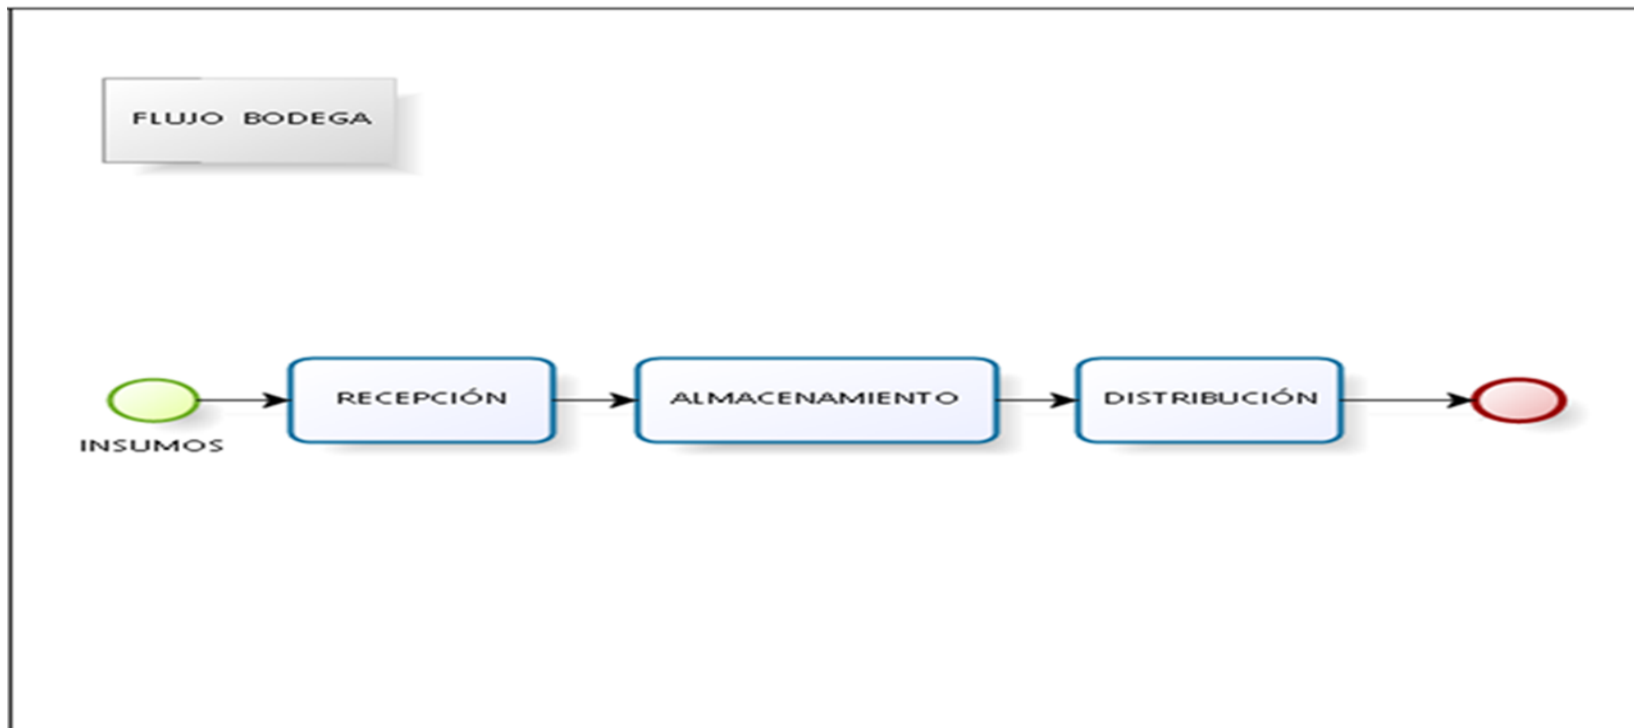 FLUJO BODEGA
RECEPCIÓN
ALMACENAMIENTO
DISTRIBUCIÓN
INSUMOS